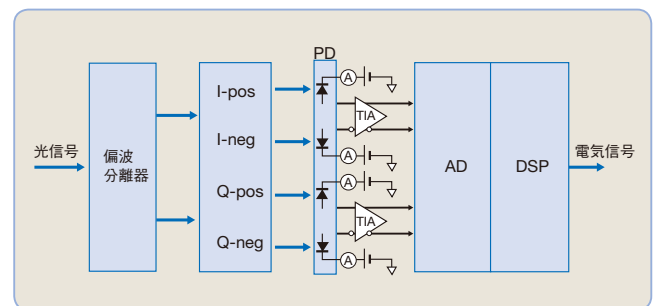 PD
I-pos
I-neg
Q-pos
Q-neg
光信号
偏波
分離器
A
TIA
A
A
TIA
A
AD
DSP
電気信号